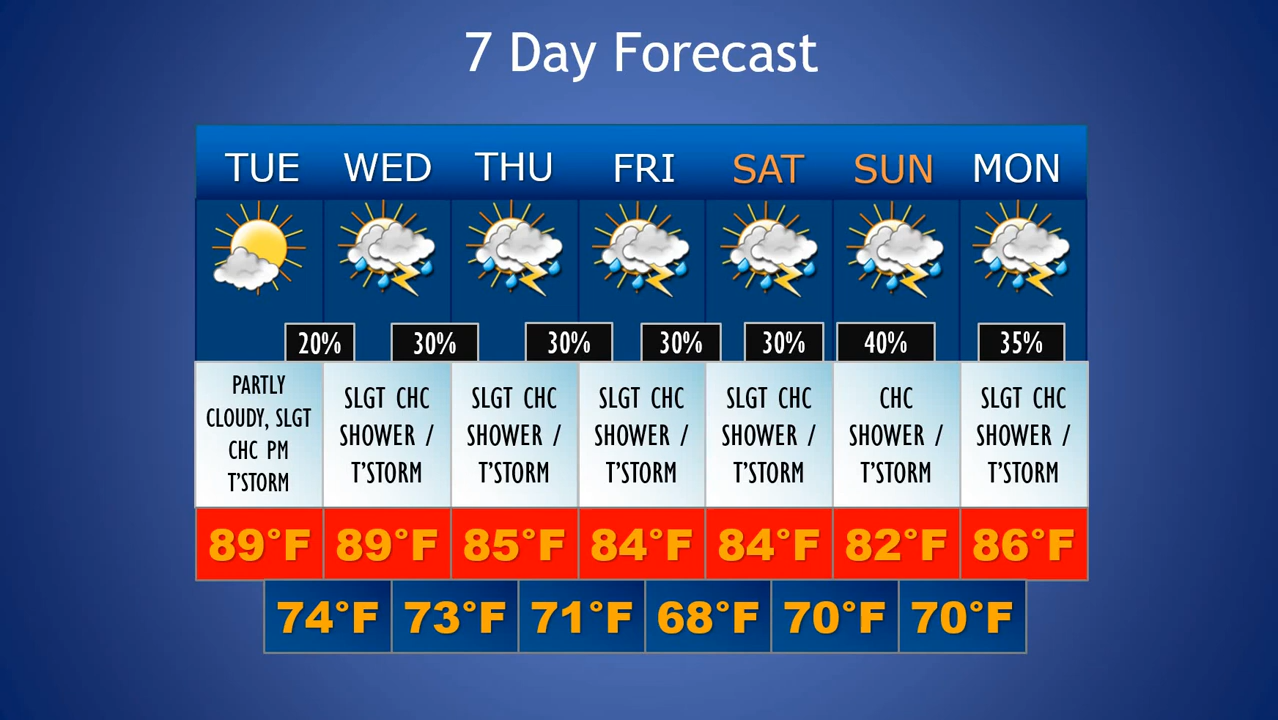 7 Day Forecast
TUE WED THU FRI SAT SUN MON
20% 30% 30% 30% 30% 40% 35%
PARTLY
CLOUDY, SLGT
CHC PM
T'STORM
SLGT CHC
SHOWER /
T'STORM
SLGT CHC
SHOWER /
T'STORM
SLGT CHC
SHOWER /
T'STORM
SLGT CHC
SHOWER /
T'STORM
CHC
SHOWER /
T'STORM
SLGT CHC
SHOWER /
T'STORM
89°F 89°F 85°F 84°F 84°F 82°F 86°F
74°F 73°F 71°F 68°F 70°F 70°F